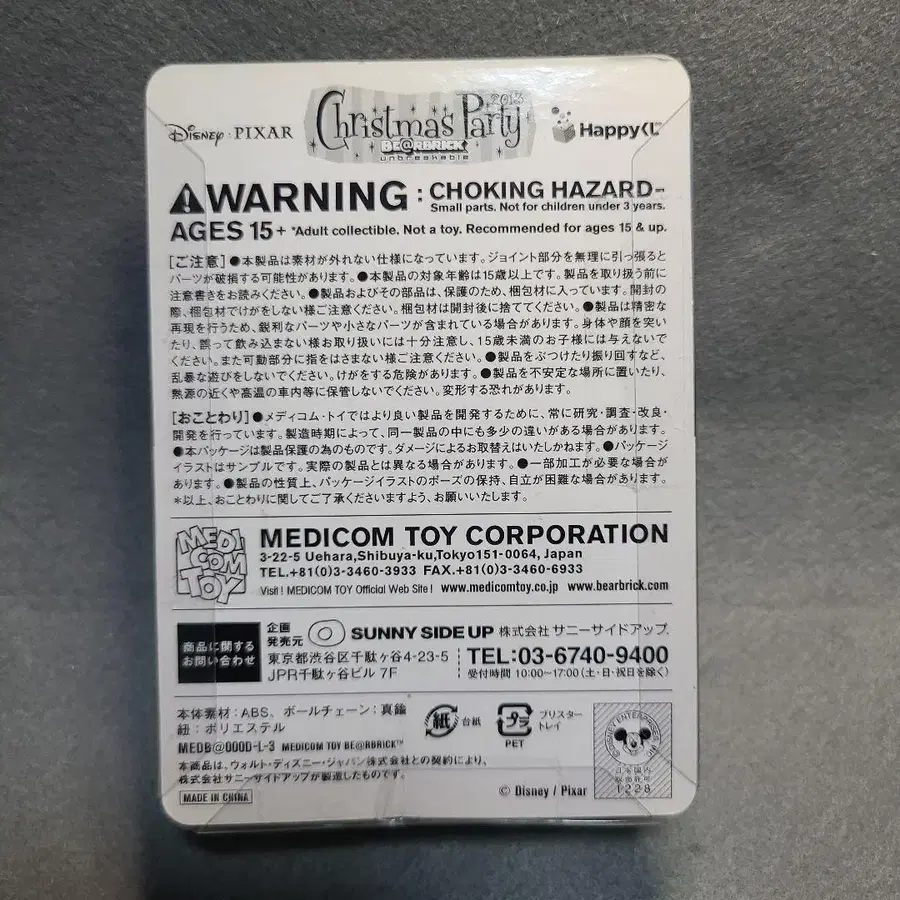 DISNEY · PIXAR
Christmas Party 2013
BE@RBRICK
unbreakable
Happyくじ
WARNING : CHOKING HAZARD-
Small parts. Not for children under 3 years.
AGES 15+ *Adult collectible. Not a toy. Recommended for ages 15 & up.
[ご注意] ●本製品は素材が外れない仕様になっています。ジョイント部分を無理に引っ張ると
パーツが破損する可能性があります。●本製品の対象年齢は15歳以上です。製品を取り扱う前に
注意書きをお読みください。●製品およびその部品は、保護のため、梱包材に入っています。開封の
際、梱包材でけがをしない様ご注意ください。梱包材は開封後に捨ててください。●製品は精密な
再現を行うため、鋭利なパーツや小さなパーツが含まれている場合があります。身体や顔を突い
たり、誤って飲み込まない様お取り扱いには十分注意し、15歳未満のお子様には与えないで
ください。また可動部分に指をはさまない様ご注意ください。●製品をぶつけたり振り回すなど、
乱暴な遊びをしないでください。けがをする危険があります。●製品を不安定な場所に置いたり、
熱源の近くや高温の車内等に保管しないでください。変形する恐れがあります。
[おことわり] ●メディコム・トイではより良い製品を開発するために、常に研究・調査・改良・
開発を行っています。製造時期によって、同一製品の中にも多少の違いがある場合があります。
●本パッケージは製品保護の為のものです。ダメージによるお取替えはいたしかねます。●パッケージ
イラストはサンプルです。実際の製品とは異なる場合があります。●一部加工が必要な場合が
あります。●製品の性質上、パッケージイラストのポーズの保持、自立が困難な場合があります。
*以上、おことわりに関してご了承くださいますよう、お願いいたします。
MEDICOM TOY
MEDICOM TOY CORPORATION
3-22-5 Uehara,Shibuya-ku,Tokyo151-0064, Japan
TEL.+81(0)3-3460-3933 FAX.+81(0)3-3460-6933
Visit! MEDICOM TOY Official Web Site! www.medicomtoy.co.jp www.bearbrick.com
商品に関する
お問い合わせ
企画
発売元 SUNNY SIDE UP 株式会社 サニーサイドアップ.
東京都渋谷区千駄ヶ谷4-23-5
JPR千駄ヶ谷ビル 7F
TEL:03-6740-9400
受付時間 10:00~17:00(土・日・祝日を除く)
本体素材:ABS、ボールチェーン:真鍮
紐:ポリエステル
MEDB@000D-L-3 MEDICOM TOY BE@RBRICK™
紙 台紙
プラ PET ブリスタートレイ
本商品は、ウォルト・ディズニー・ジャパン株式会社との契約により、
株式会社サニーサイドアップが製造したものです。
MADE IN CHINA
© Disney / Pixar
©DISNEY ENTERPRISES INC
日本国内
販売許可
1228